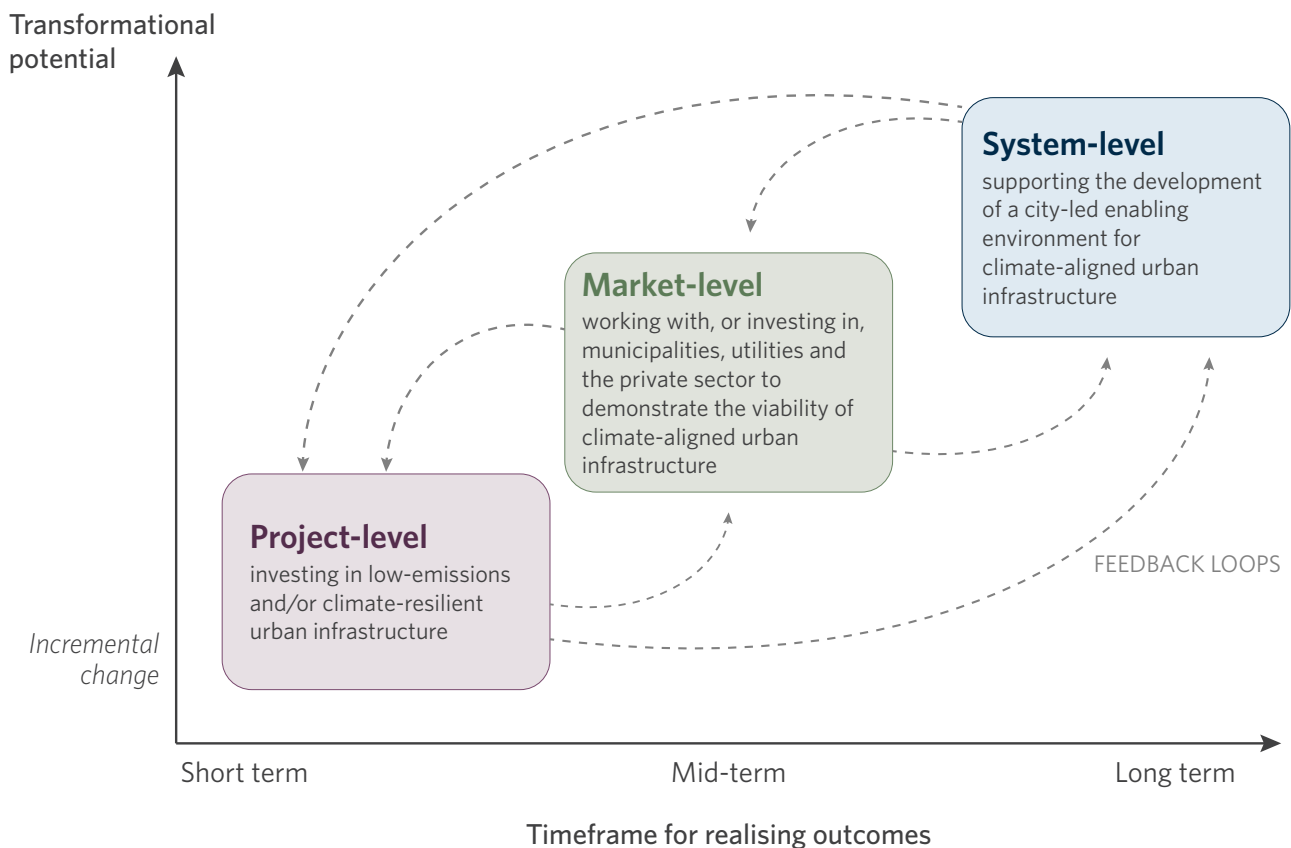 Transformational
potential
System-level
supporting the development
of a city-led enabling
environment for
climate-aligned urban
infrastructure
Market-level
working with, or investing in,
municipalities, utilities and
the private sector to
demonstrate the viability of
climate-aligned urban
infrastructure
Project-level
investing in low-emissions
and/or climate-resilient
urban infrastructure
FEEDBACK LOOPS
Incremental
change
Short term
Mid-term
Long term
Timeframe for realising outcomes